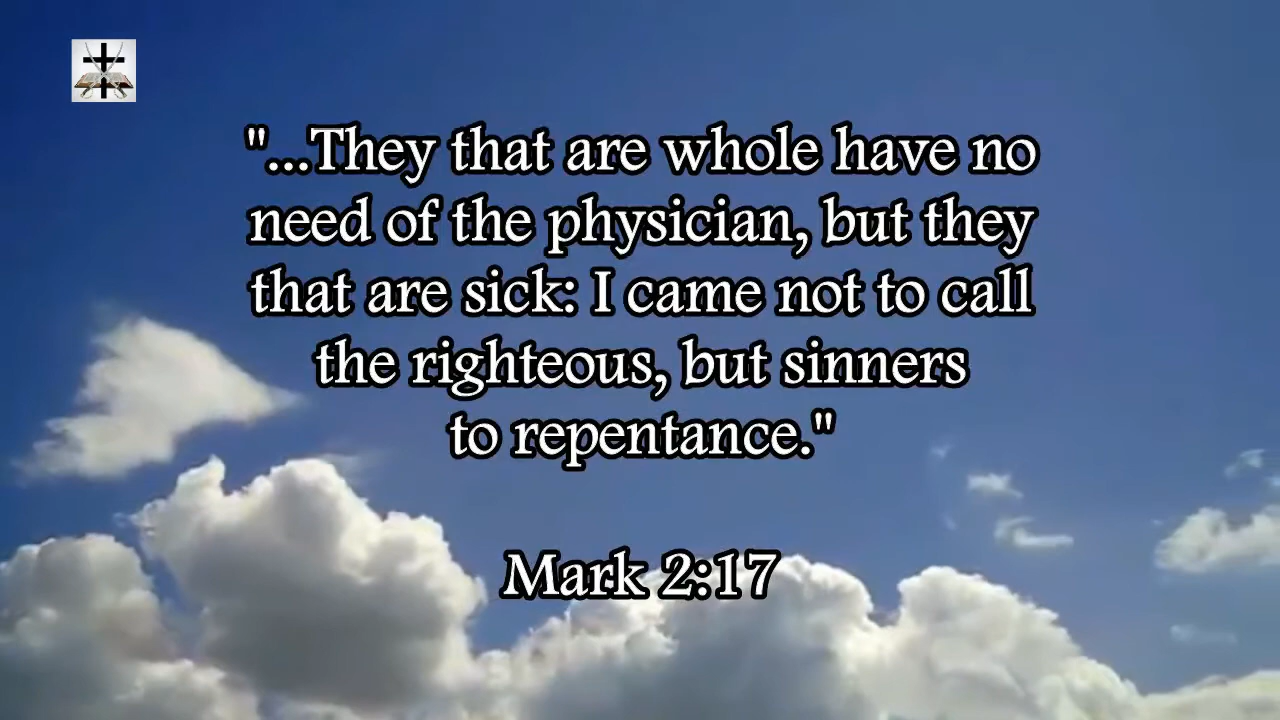 "...They that are whole have no
need of the physician, but they
that are sick: I came not to call
the righteous, but sinners
to repentance."
Mark 2:17